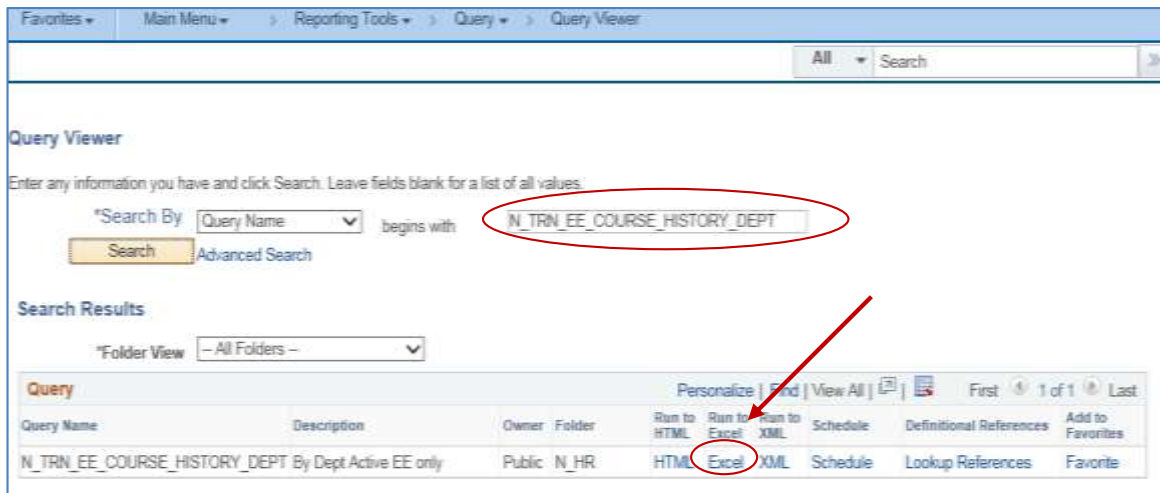 Favorites Main Menu > Reporting Tools > Query > Query Viewer
All Search
Query Viewer
Enter any information you have and click Search. Leave fields blank for a list of all values.
*Search By Query Name begins with N_TRN_EE_COURSE_HISTORY_DEPT
Search Advanced Search
Search Results
*Folder View -- All Folders --
Query Personalize | Find | View All | | First 1 of 1 Last
Query Name Description Owner Folder Run to HTML Run to Excel Run to XML Schedule Definitional References Add to Favorites
N_TRN_EE_COURSE_HISTORY_DEPT By Dept Active EE only Public N_HR HTML Excel XML Schedule Lookup References Favorite